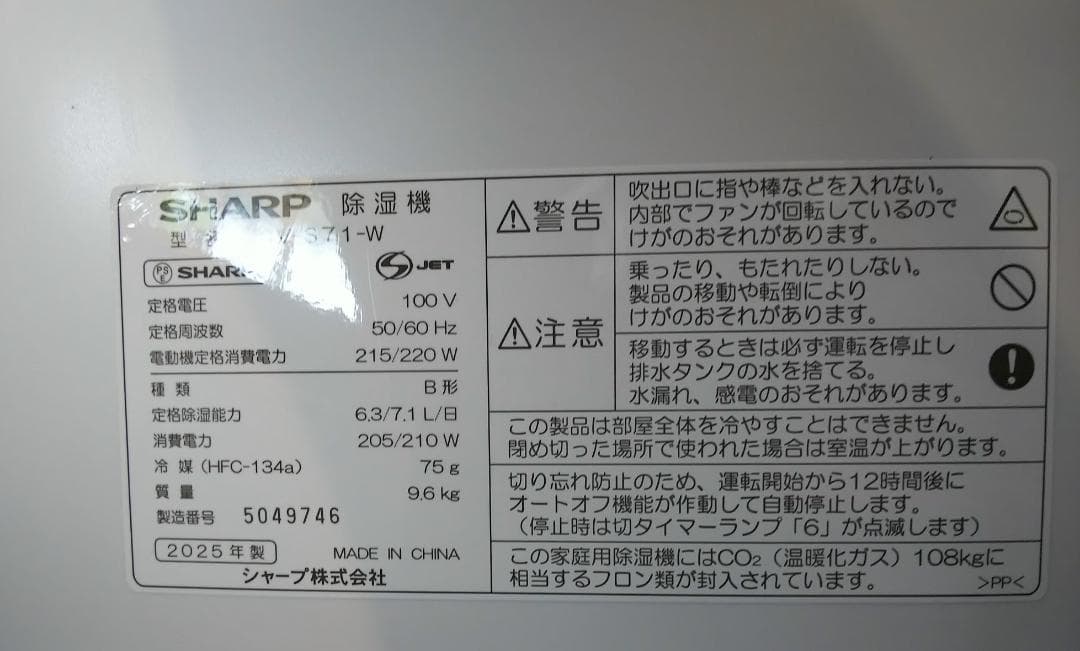 SHARP 除湿機
型 S71-W
PS E SHARP JET
定格電圧 100 V
定格周波数 50/60 Hz
電動機定格消費電力 215/220 W
種類 B 形
定格除湿能力 6.3/7.1 L/日
消費電力 205/210 W
冷媒(HFC-134a) 75 g
質量 9.6 kg
製造番号 5049746
2025年製 MADE IN CHINA
シャープ株式会社
警告
吹出口に指や棒などを入れない。
内部でファンが回転しているので
けがのおそれがあります。
注意
乗ったり、もたれたりしない。
製品の移動や転倒により
けがのおそれがあります。
移動するときは必ず運転を停止し
排水タンクの水を捨てる。
水漏れ、感電のおそれがあります。
この製品は部屋全体を冷やすことはできません。
閉め切った場所で使われた場合は室温が上がります。
切り忘れ防止のため、運転開始から12時間後に
オートオフ機能が作動して自動停止します。
(停止時は切タイマーランプ「6」が点滅します)
この家庭用除湿機にはCO₂(温暖化ガス)108kgに
相当するフロン類が封入されています。 >PP<